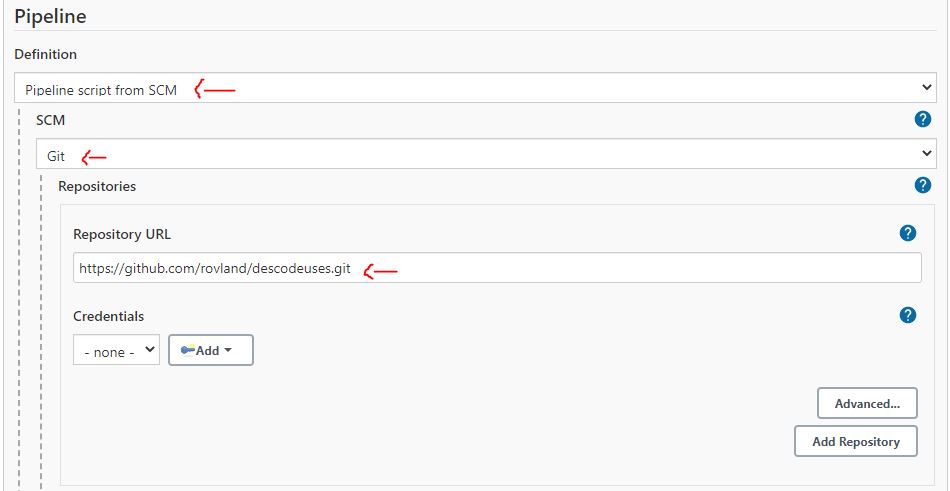 Pipeline
Definition
Pipeline script from SCM
SCM
Git
Repositories
Repository URL
https://github.com/rovland/descodeuses.git
Credentials
- none -
Add
Advanced...
Add Repository